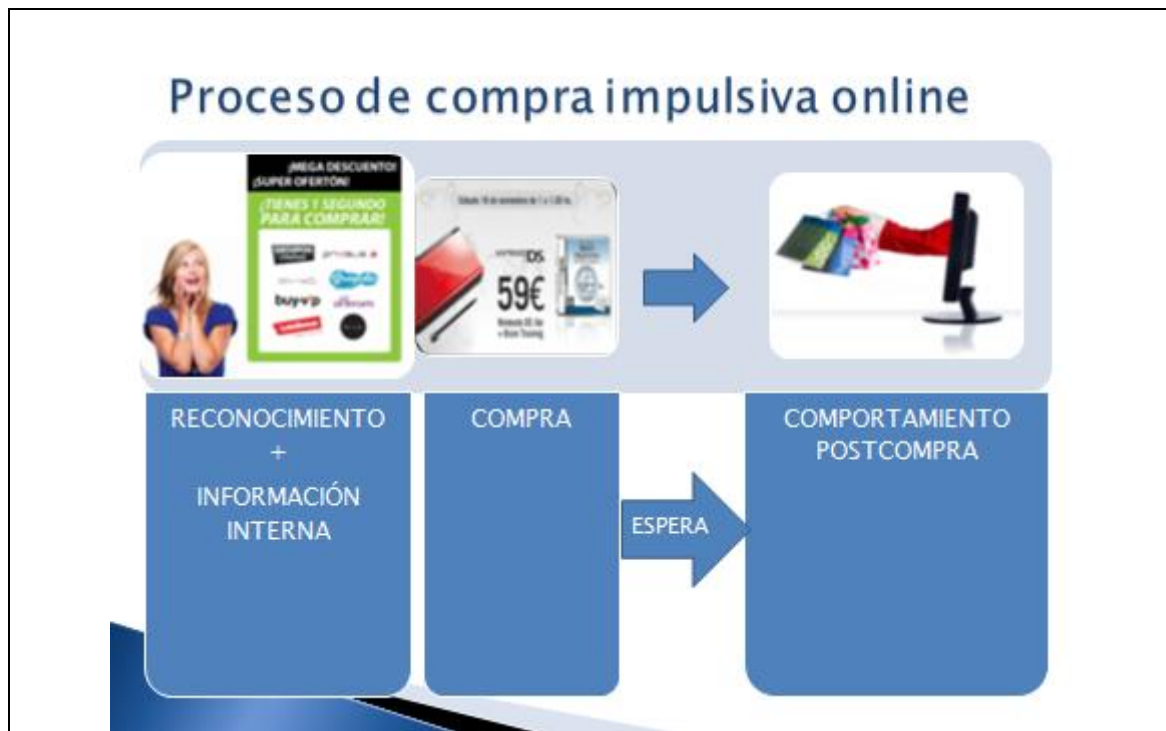 Proceso de compra impulsiva online
¡MEGA DESCUENTO!
¡SUPER OFERTÓN!
¡TIENES 1 SEGUNDO
PARA COMPRAR!
buyvip
DS
59€
RECONOCIMIENTO
+
INFORMACIÓN
INTERNA
COMPRA
ESPERA
COMPORTAMIENTO
POSTCOMPRA